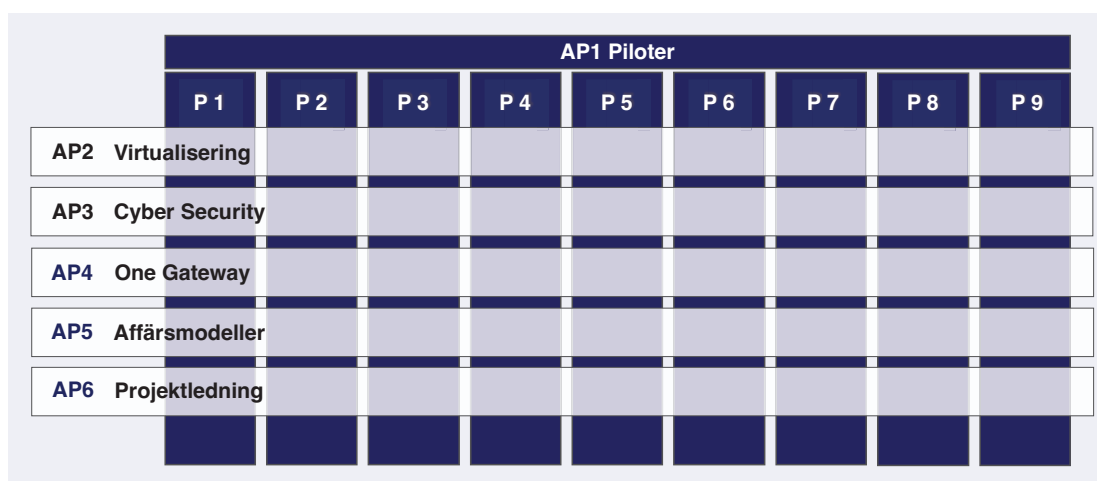 AP1 Piloter
P 1 P 2 P 3 P 4 P 5 P 6 P 7 P 8 P 9
AP2 Virtualisering
AP3 Cyber Security
AP4 One Gateway
AP5 Affärsmodeller
AP6 Projektledning